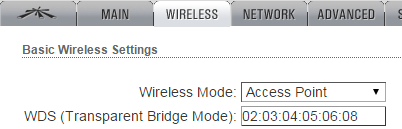 MAIN WIRELESS NETWORK ADVANCED
Basic Wireless Settings
Wireless Mode: Access Point
WDS (Transparent Bridge Mode): 02:03:04:05:06:08